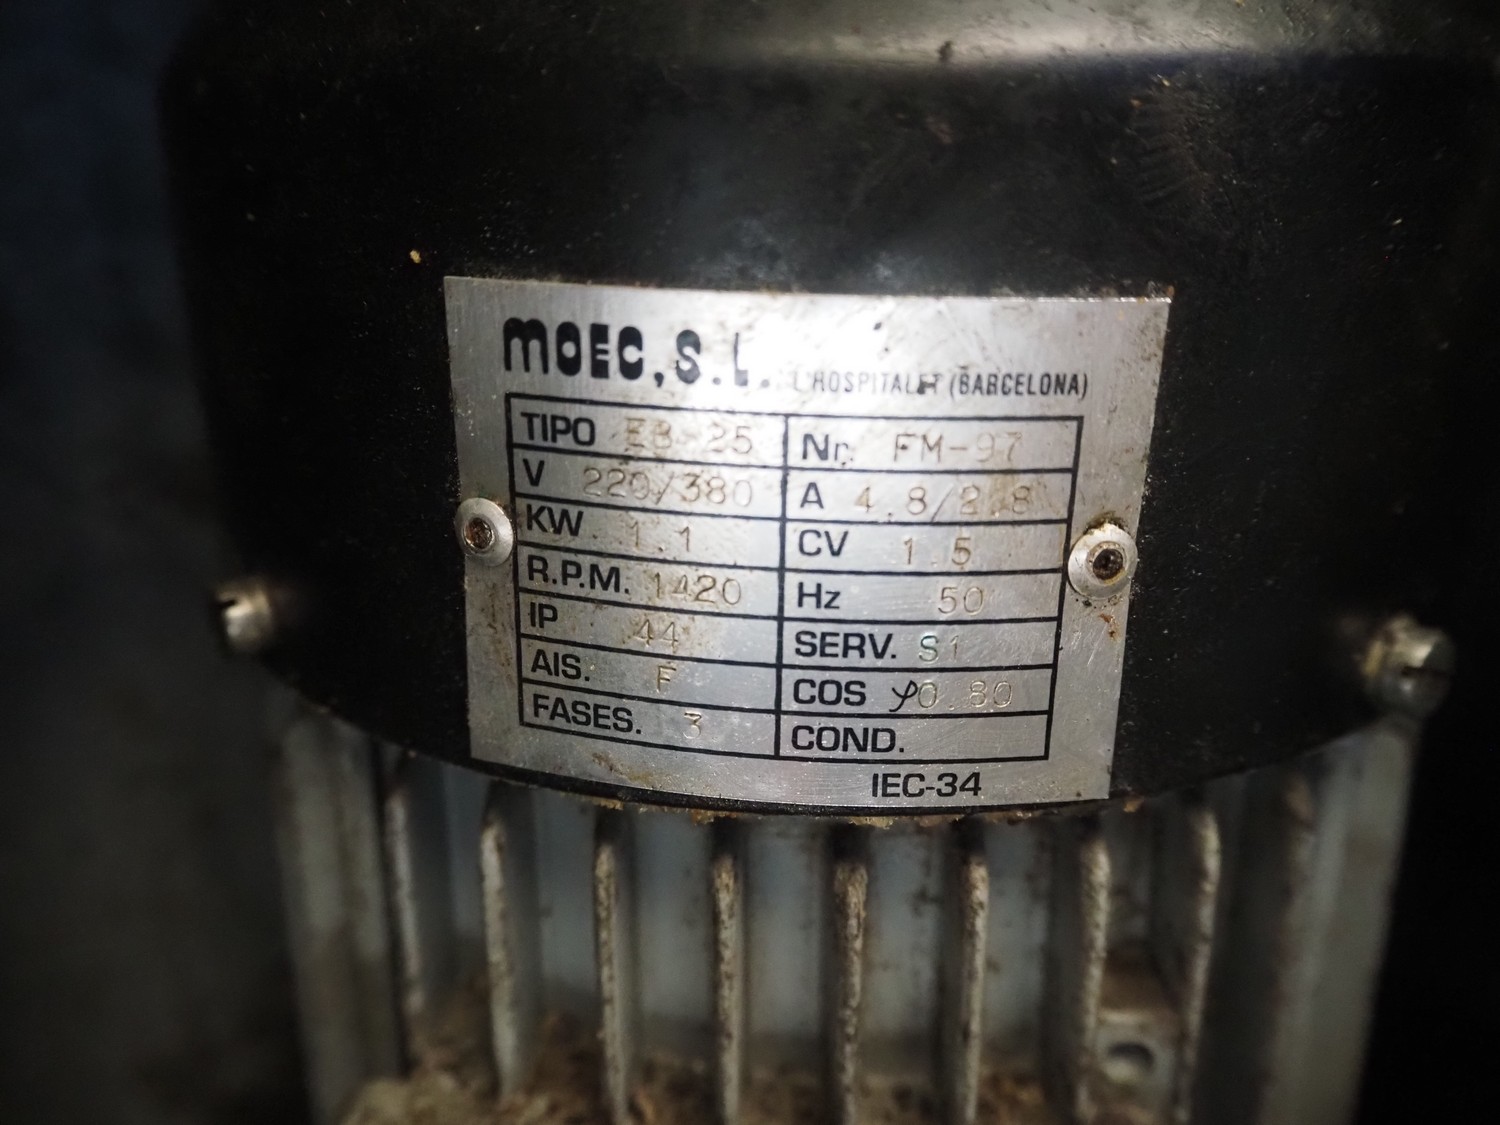 MOEC, S.L. L'HOSPITALET (BARCELONA)
TIPO EB-25 Nr. FM-97
V 220/380 A 4.8/2.8
KW 1.1 CV 1.5
R.P.M. 1420 Hz 50
IP 44 SERV. S1
AIS. F COS φ0.80
FASES. 3 COND.
IEC-34